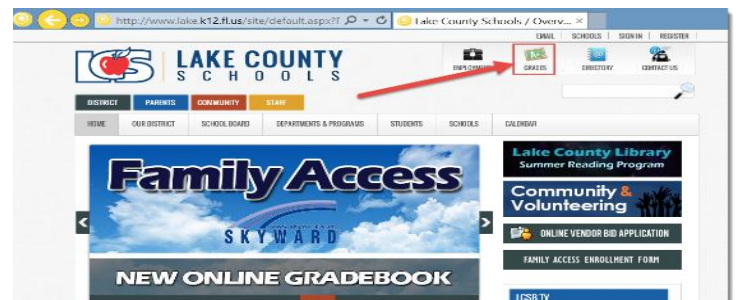 http://www.lake.k12.fl.us/site/default.aspx?
Lake County Schools / Overv...
EMAIL | SCHOOLS | SIGN IN | REGISTER
LCS LAKE COUNTY
SCHOOLS
EMPLOYMENT GRADES DIRECTORY CONTACT US
DISTRICT PARENTS COMMUNITY STAFF
HOME OUR DISTRICT SCHOOL BOARD DEPARTMENTS & PROGRAMS STUDENTS SCHOOLS CALENDAR
Family Access
SKYWARD
NEW ONLINE GRADEBOOK
Lake County Library
Summer Reading Program
Community &
Volunteering
ONLINE VENDOR BID APPLICATION
FAMILY ACCESS ENROLLMENT FORM
LCSB TV